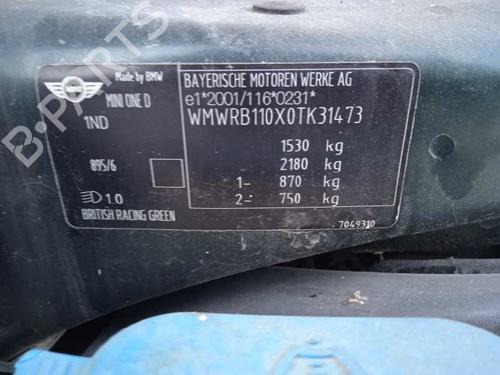 B-PARTS
Made by BMW
MINI
BAYERISCHE MOTOREN WERKE AG
MINI ONE D
e1*2001/116*0231*
1ND
WMWRB110X0TK31473
1530 kg
2180 kg
895/6
1- 870 kg
1.0
2.- 750 kg
BRITISH RACING GREEN
7049310